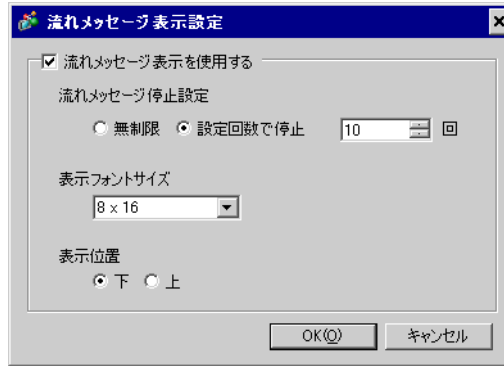 流れメッセージ表示設定
流れメッセージ表示を使用する
流れメッセージ停止設定
無制限 設定回数で停止 10 回
表示フォントサイズ
8 x 16
表示位置
下 上
OK(O) キャンセル